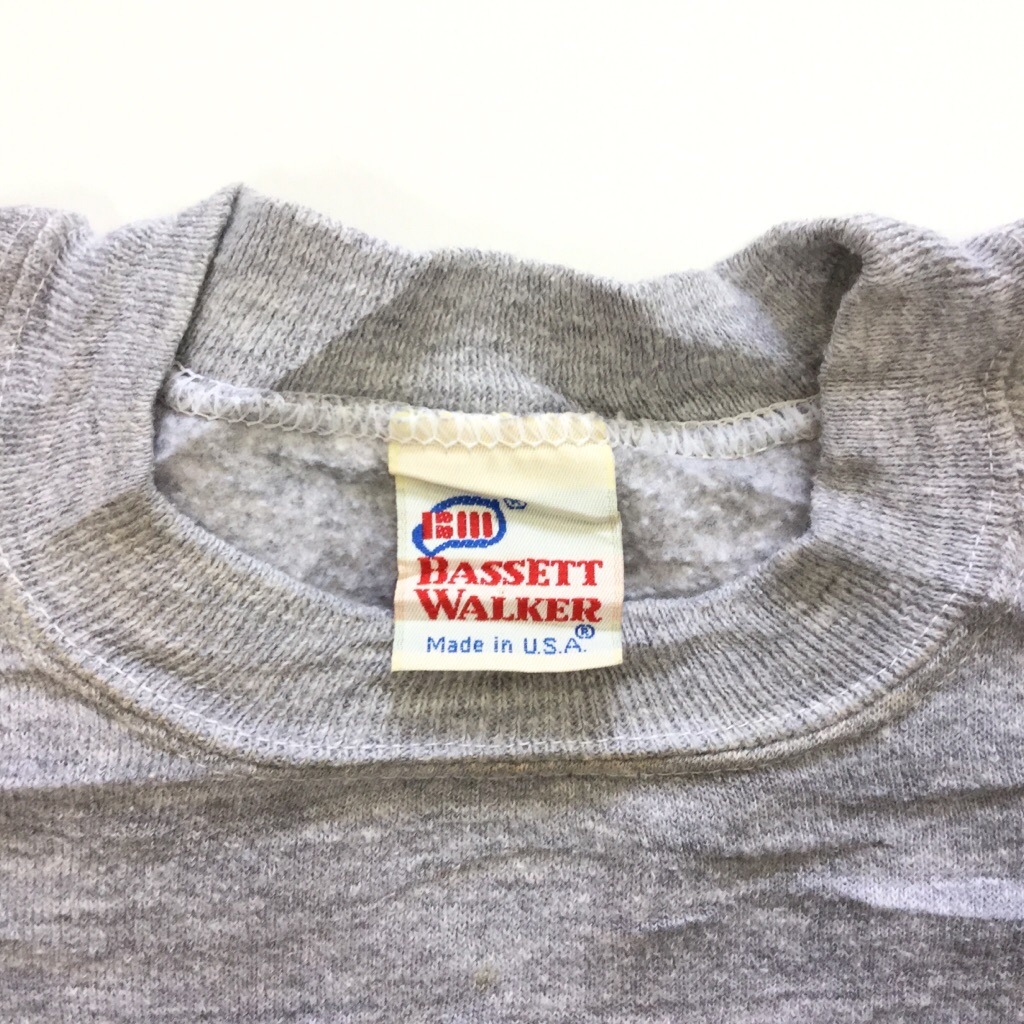 BW ®
BASSETT
WALKER ®
Made in U.S.A.